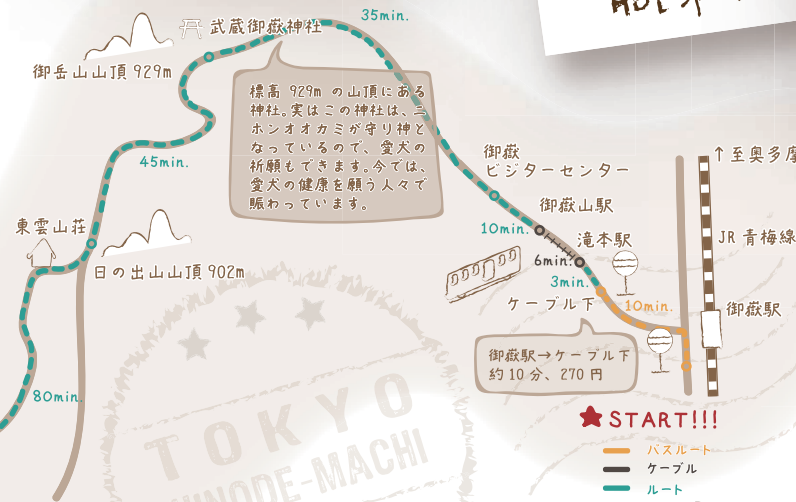 35min.
武蔵御嶽神社
御岳山山頂 929m
標高 929m の山頂にある
神社。実はこの神社は、ニ
ホンオオカミが守り神と
なっているので、愛犬の
祈願もできます。今では、
愛犬の健康を願う人々で
賑わっています。
45min.
御嶽
ビジターセンター
↑至奥多摩
御嶽山駅
10min.
滝本駅
JR 青梅線
6min.
3min.
東雲山荘
日の出山山頂 902m
ケーブル下
10min.
御嶽駅
御嶽駅→ケーブル下
約 10 分、270 円
80min.
TOKYO
HINODE-MACHI
START!!!
バスルート
ケーブル
ルート